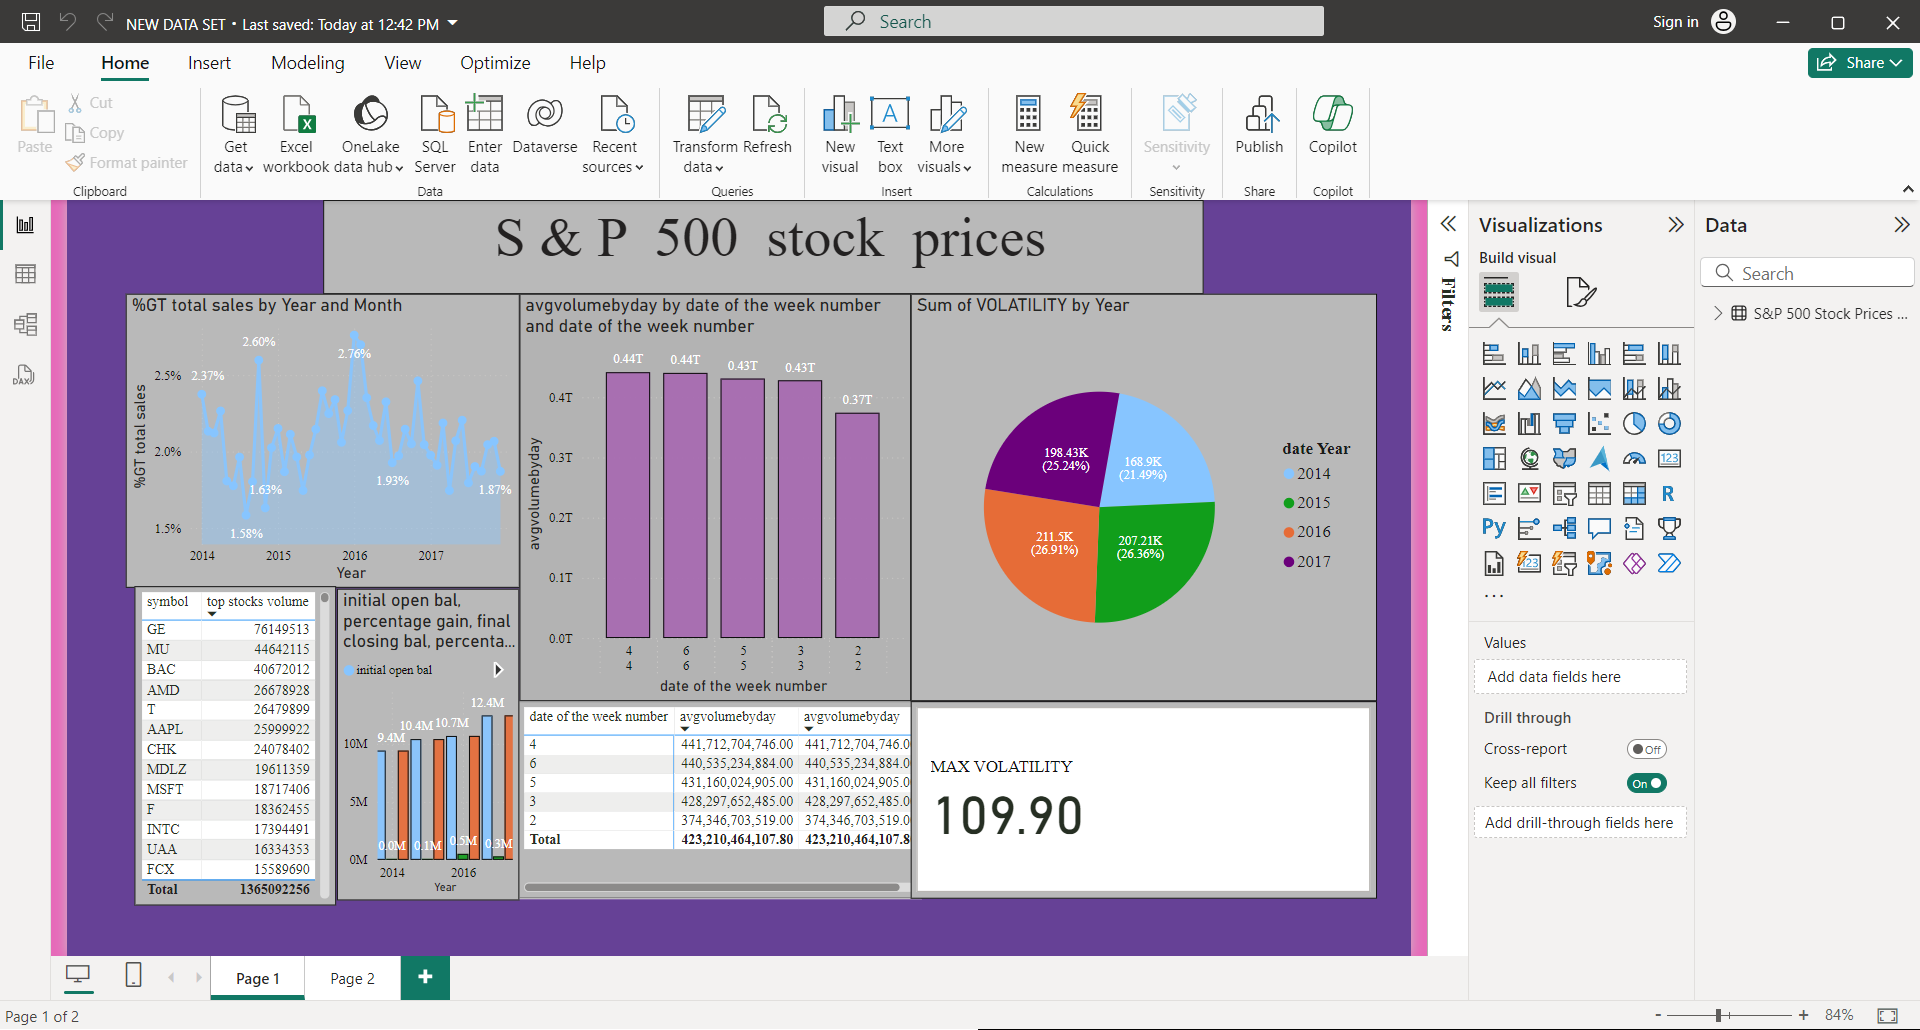 NEW DATA SET • Last saved: Today at 12:42 PM
Search
Sign in
File Home Insert Modeling View Optimize Help
Share
Paste
Cut
Copy
Format painter
Clipboard
Get data
Excel workbook
OneLake data hub
SQL Server
Enter data
Dataverse
Recent sources
Data
Transform data
Refresh
Queries
New visual
Text box
More visuals
Insert
New measure
Quick measure
Calculations
Sensitivity
Sensitivity
Publish
Share
Copilot
Copilot
DAX
S & P 500 stock prices
%GT total sales by Year and Month
%GT total sales
2.5%
2.0%
1.5%
2.37%
2.60%
2.76%
1.63%
1.58%
1.93%
1.87%
2014 2015 2016 2017
Year
avgvolumebyday by date of the week number
and date of the week number
avgvolumebyday
0.4T
0.3T
0.2T
0.1T
0.0T
0.44T 0.44T 0.43T 0.43T 0.37T
4 6 5 3 2
4 6 5 3 2
date of the week number
Sum of VOLATILITY by Year
198.43K
(25.24%)
168.9K
(21.49%)
211.5K
(26.91%)
207.21K
(26.36%)
date Year
2014
2015
2016
2017
symbol top stocks volume
GE 76149513
MU 44642115
BAC 40672012
AMD 26678928
T 26479899
AAPL 25999922
CHK 24078402
MDLZ 19611359
MSFT 18717406
F 18362455
INTC 17394491
UAA 16334353
FCX 15589690
Total 1365092256
initial open bal,
percentage gain, final
closing bal, percenta...
initial open bal
10M
5M
0M
9.4M 10.4M 10.7M 12.4M
0.0M 0.1M 0.5M 0.3M
2014 2016
Year
date of the week number avgvolumebyday avgvolumebyday
4 441,712,704,746.00 441,712,704,746.0
6 440,535,234,884.00 440,535,234,884.0
5 431,160,024,905.00 431,160,024,905.0
3 428,297,652,485.00 428,297,652,485.0
2 374,346,703,519.00 374,346,703,519.0
Total 423,210,464,107.80 423,210,464,107.8
MAX VOLATILITY
109.90
Filters
Visualizations
Build visual
123
R
Py
123
...
Values
Add data fields here
Drill through
Cross-report Off
Keep all filters On
Add drill-through fields here
Data
Search
S&P 500 Stock Prices ...
Page 1 Page 2 +
Page 1 of 2
- + 84%